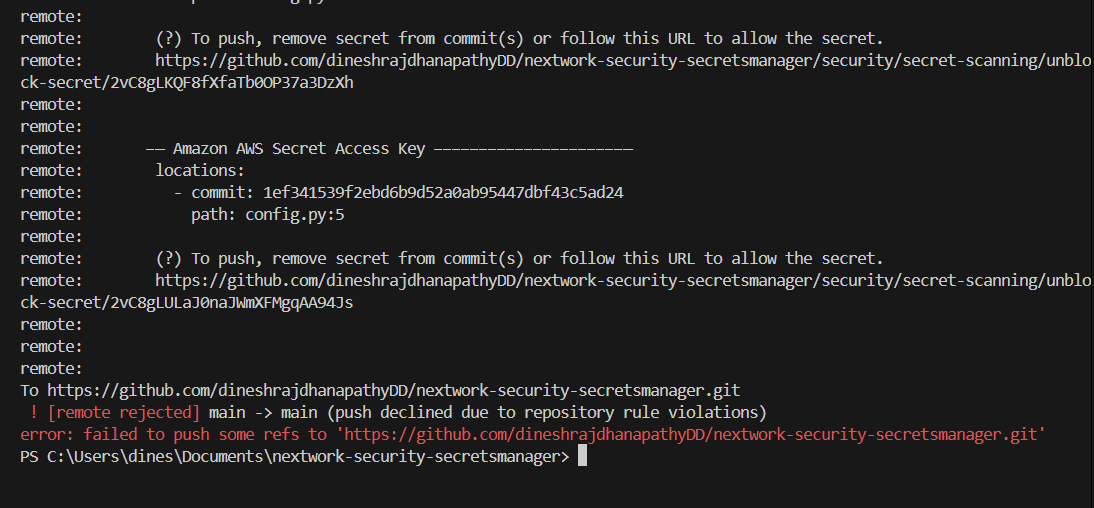 remote:
remote:        (?) To push, remove secret from commit(s) or follow this URL to allow the secret.
remote:        https://github.com/dineshrajdhanapathyDD/nextwork-security-secretsmanager/security/secret-scanning/unblo
ck-secret/2vC8gLKQF8fXfaTb0OP37a3DzXh
remote:
remote:
remote:       —— Amazon AWS Secret Access Key ——————————————————————
remote:        locations:
remote:          - commit: 1ef341539f2ebd6b9d52a0ab95447dbf43c5ad24
remote:            path: config.py:5
remote:
remote:        (?) To push, remove secret from commit(s) or follow this URL to allow the secret.
remote:        https://github.com/dineshrajdhanapathyDD/nextwork-security-secretsmanager/security/secret-scanning/unblo
ck-secret/2vC8gLULaJ0naJWmXFMgqAA94Js
remote:
remote:
remote:
To https://github.com/dineshrajdhanapathyDD/nextwork-security-secretsmanager.git
 ! [remote rejected] main -> main (push declined due to repository rule violations)
error: failed to push some refs to 'https://github.com/dineshrajdhanapathyDD/nextwork-security-secretsmanager.git'
PS C:\Users\dines\Documents\nextwork-security-secretsmanager>